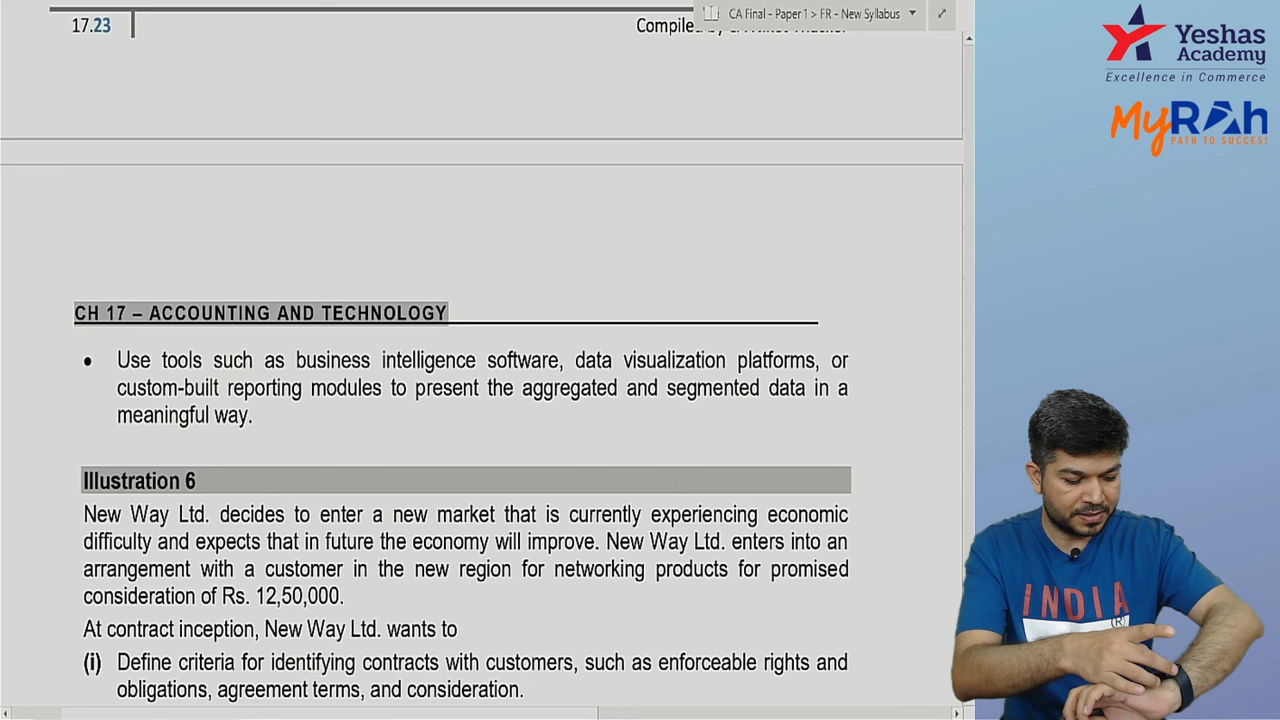 17.23
Compiled by
CA Final - Paper 1 > FR - New Syllabus
Yeshas
Academy
Excellence in Commerce
MyRAh
PATH TO SUCCESS
CH 17 – ACCOUNTING AND TECHNOLOGY
• Use tools such as business intelligence software, data visualization platforms, or
custom-built reporting modules to present the aggregated and segmented data in a
meaningful way.
Illustration 6
New Way Ltd. decides to enter a new market that is currently experiencing economic
difficulty and expects that in future the economy will improve. New Way Ltd. enters into an
arrangement with a customer in the new region for networking products for promised
consideration of Rs. 12,50,000.
At contract inception, New Way Ltd. wants to
(i) Define criteria for identifying contracts with customers, such as enforceable rights and
obligations, agreement terms, and consideration.
INDIA
(R)